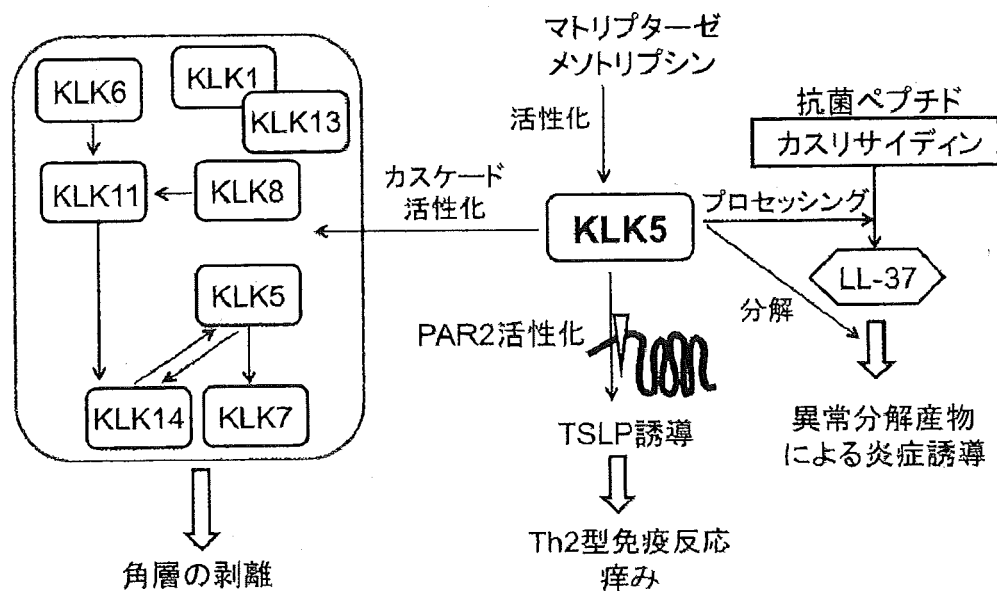 マトリプターゼ
メソトリプシン
活性化
KLK6
KLK1
KLK13
KLK11
KLK8
KLK5
KLK14
KLK7
カスケード
活性化
KLK5
抗菌ペプチド
カスリサイディン
プロセッシング
LL-37
分解
PAR2活性化
TSLP誘導
異常分解産物
による炎症誘導
Th2型免疫反応
痒み
角層の剥離